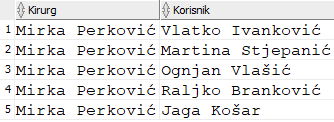 Kirurg Korisnik
1 Mirka Perković Vlatko Ivanković
2 Mirka Perković Martina Stjepanić
3 Mirka Perković Ognjan Vlašić
4 Mirka Perković Raljko Branković
5 Mirka Perković Jaga Košar